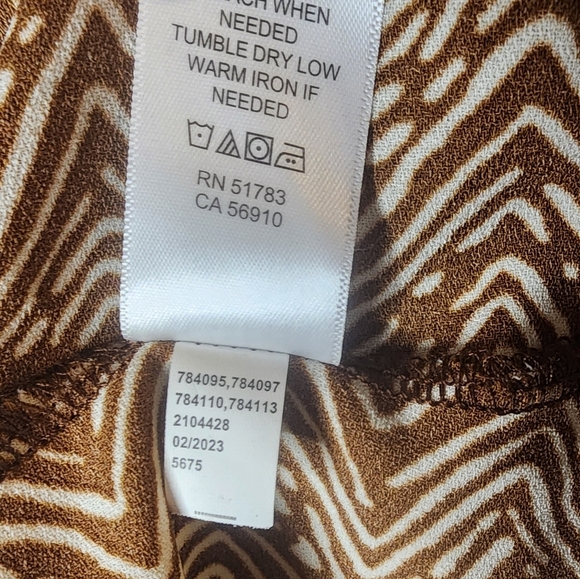 WHEN
NEEDED
TUMBLE DRY LOW
WARM IRON IF
NEEDED
RN 51783
CA 56910
784095,784097
784110,784113
2104428
02/2023
5675